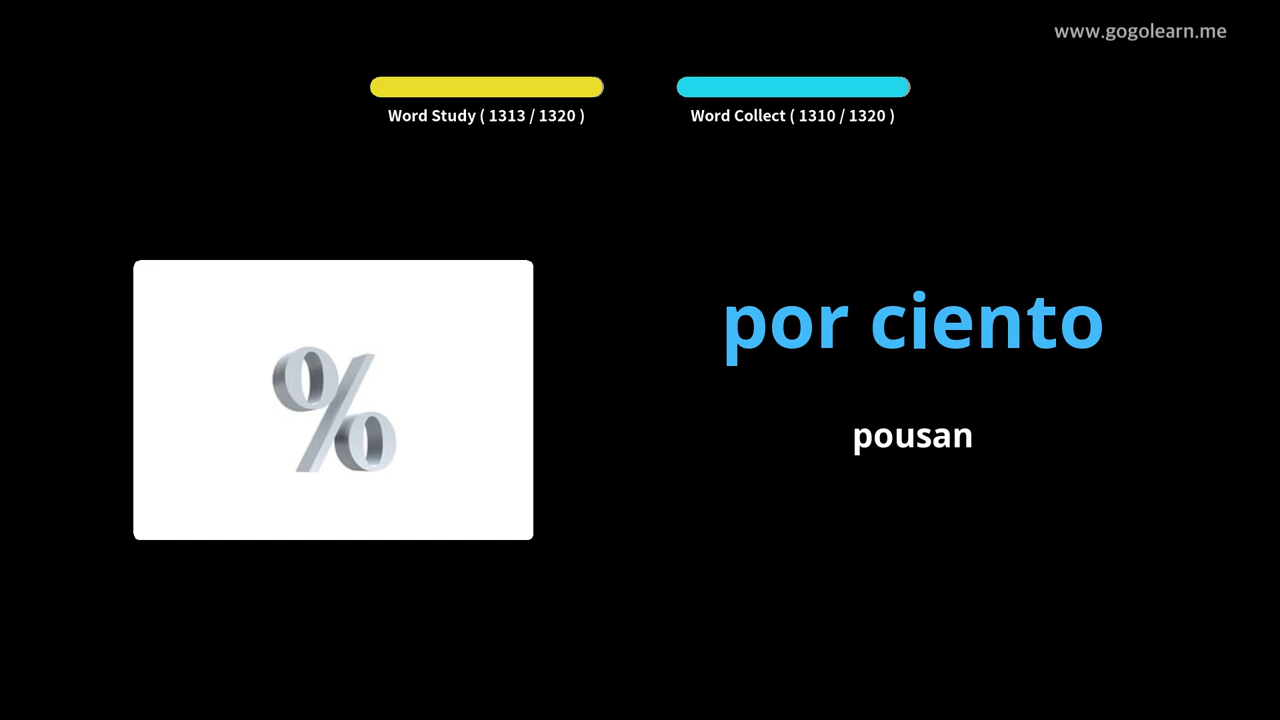 www.gogolearn.me
Word Study ( 1313 / 1320 )
Word Collect ( 1310 / 1320 )
%
por ciento
pousan